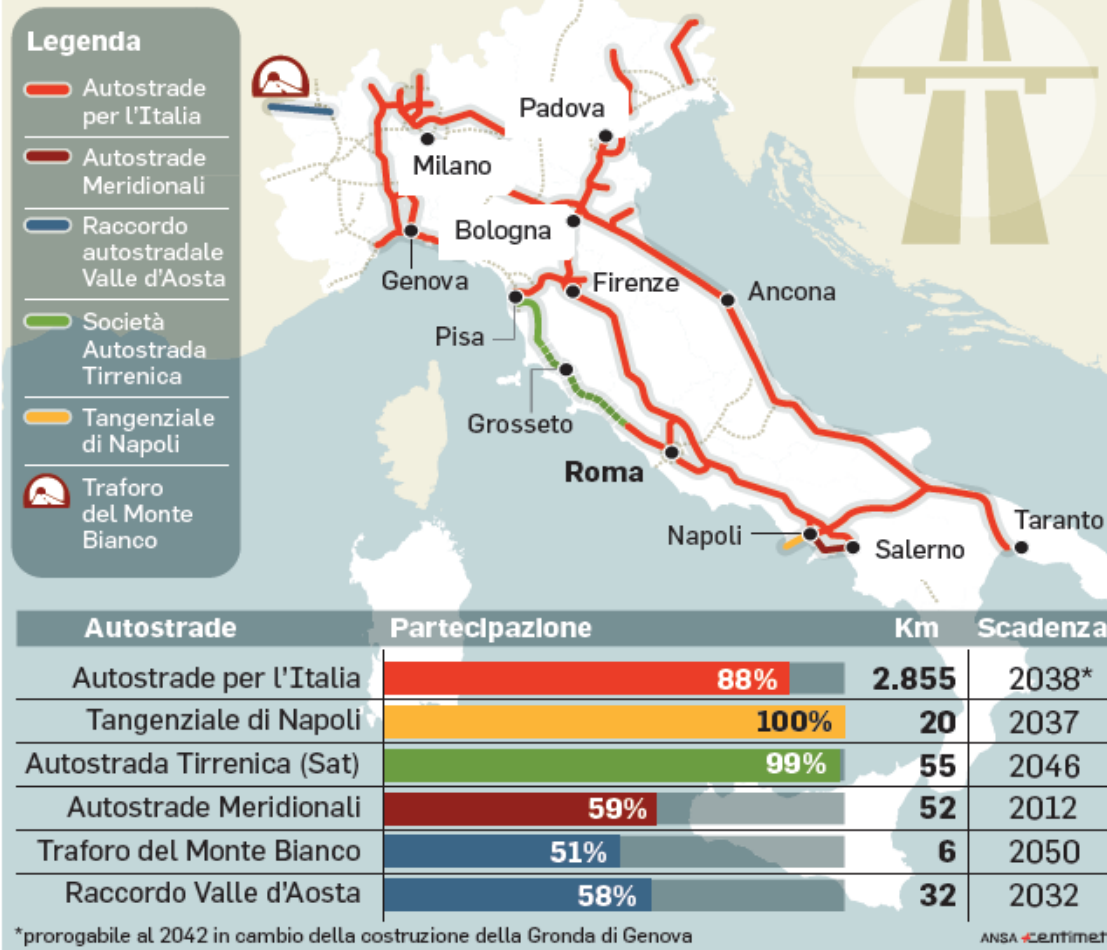 Legenda
Autostrade
per l'Italia
Autostrade
Meridionali
Raccordo
autostradale
Valle d'Aosta
Società
Autostrada
Tirrenica
Tangenziale
di Napoli
Traforo
del Monte
Bianco
Padova
Milano
Bologna
Genova
Firenze
Ancona
Pisa
Grosseto
Roma
Napoli
Salerno
Taranto
Autostrade Partecipazione Km Scadenza
Autostrade per l'Italia 88% 2.855 2038*
Tangenziale di Napoli 100% 20 2037
Autostrada Tirrenica (Sat) 99% 55 2046
Autostrade Meridionali 59% 52 2012
Traforo del Monte Bianco 51% 6 2050
Raccordo Valle d'Aosta 58% 32 2032
*prorogabile al 2042 in cambio della costruzione della Gronda di Genova
ANSA centimet